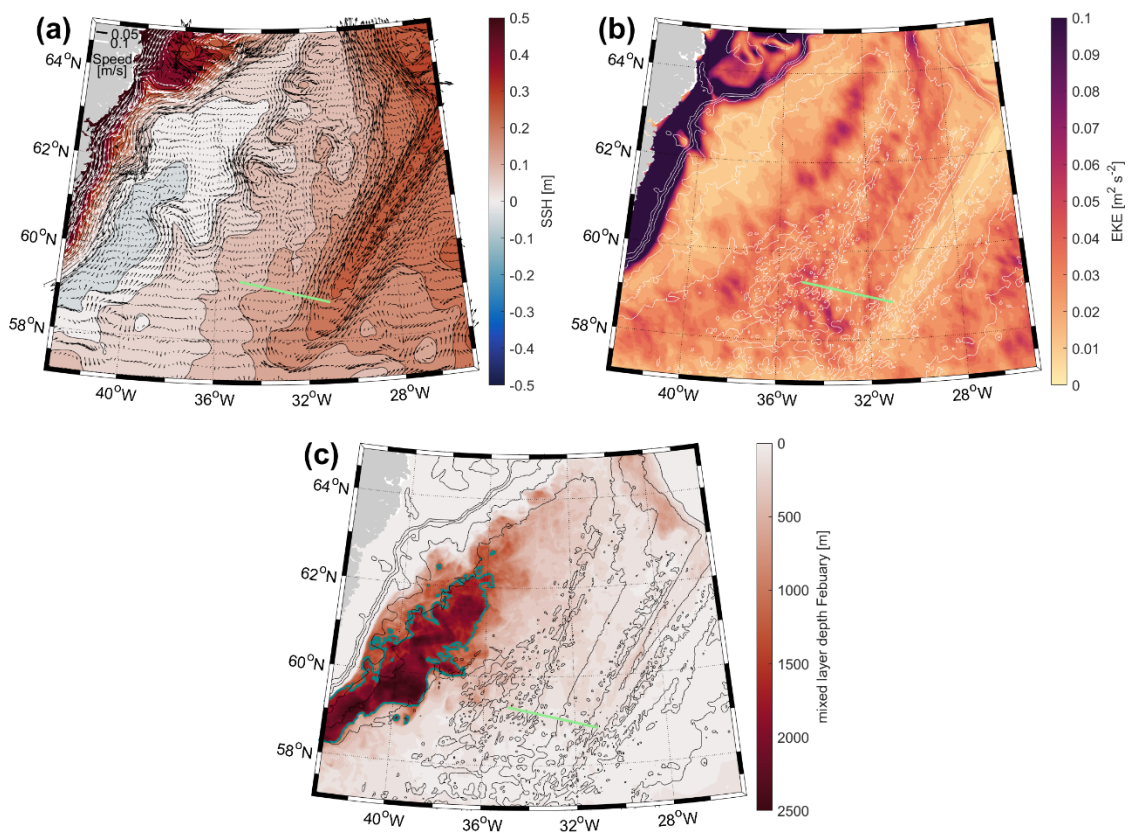 (a)
0.05
0.1
Speed
[m/s]
64°N
62°N
60°N
58°N
40°W
36°W
32°W
28°W
0.5
0.4
0.3
0.2
0.1
0
-0.1
-0.2
-0.3
-0.4
-0.5
SSH [m]
(b)
64°N
62°N
60°N
58°N
40°W
36°W
32°W
28°W
0.1
0.09
0.08
0.07
0.06
0.05
0.04
0.03
0.02
0.01
0
EKE [m² s⁻²]
(c)
64°N
62°N
60°N
58°N
40°W
36°W
32°W
28°W
0
500
1000
1500
2000
2500
mixed layer depth Febuary [m]